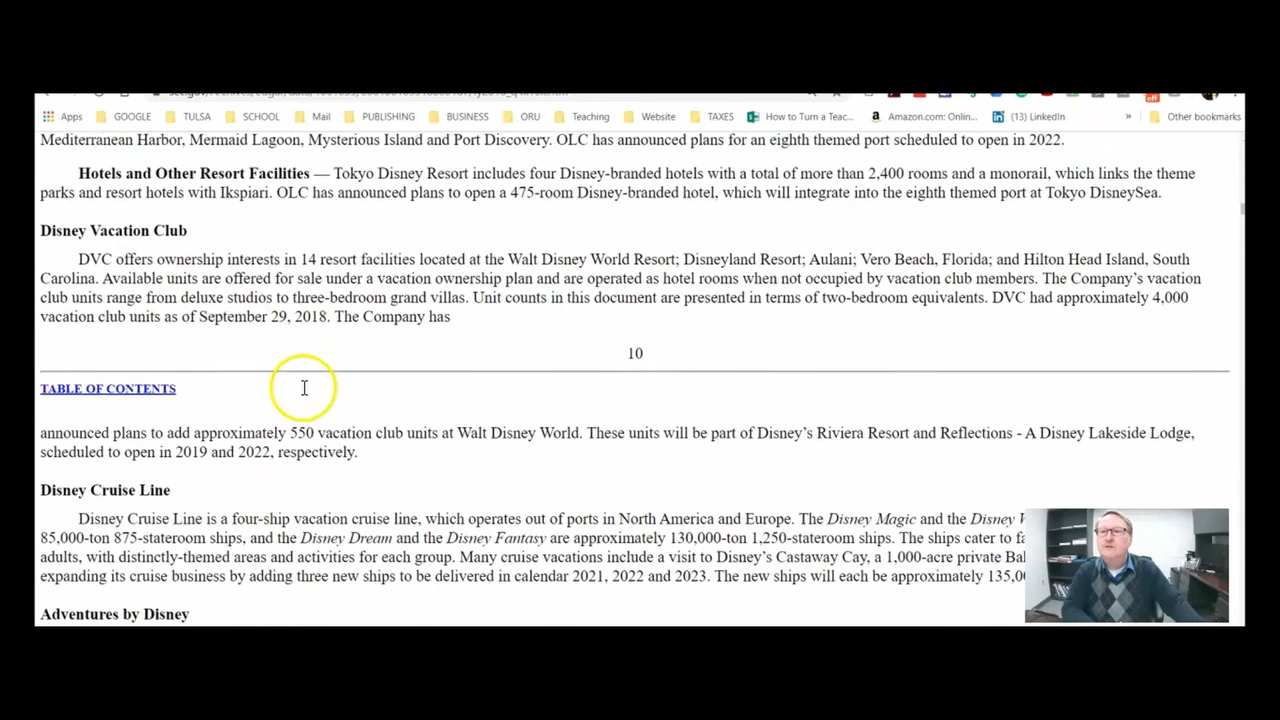 off
Apps GOOGLE TULSA SCHOOL Mail PUBLISHING BUSINESS ORU Teaching Website TAXES How to Turn a Teac... Amazon.com: Onlin... (13) LinkedIn » Other bookmarks
Mediterranean Harbor, Mermaid Lagoon, Mysterious Island and Port Discovery. OLC has announced plans for an eighth themed port scheduled to open in 2022.
Hotels and Other Resort Facilities — Tokyo Disney Resort includes four Disney-branded hotels with a total of more than 2,400 rooms and a monorail, which links the theme
parks and resort hotels with Ikspiari. OLC has announced plans to open a 475-room Disney-branded hotel, which will integrate into the eighth themed port at Tokyo DisneySea.
Disney Vacation Club
DVC offers ownership interests in 14 resort facilities located at the Walt Disney World Resort; Disneyland Resort; Aulani; Vero Beach, Florida; and Hilton Head Island, South
Carolina. Available units are offered for sale under a vacation ownership plan and are operated as hotel rooms when not occupied by vacation club members. The Company's vacation
club units range from deluxe studios to three-bedroom grand villas. Unit counts in this document are presented in terms of two-bedroom equivalents. DVC had approximately 4,000
vacation club units as of September 29, 2018. The Company has
10
TABLE OF CONTENTS
announced plans to add approximately 550 vacation club units at Walt Disney World. These units will be part of Disney's Riviera Resort and Reflections - A Disney Lakeside Lodge,
scheduled to open in 2019 and 2022, respectively.
Disney Cruise Line
Disney Cruise Line is a four-ship vacation cruise line, which operates out of ports in North America and Europe. The Disney Magic and the Disney
85,000-ton 875-stateroom ships, and the Disney Dream and the Disney Fantasy are approximately 130,000-ton 1,250-stateroom ships. The ships cater to
adults, with distinctly-themed areas and activities for each group. Many cruise vacations include a visit to Disney's Castaway Cay, a 1,000-acre private
expanding its cruise business by adding three new ships to be delivered in calendar 2021, 2022 and 2023. The new ships will each be approximately
Adventures by Disney